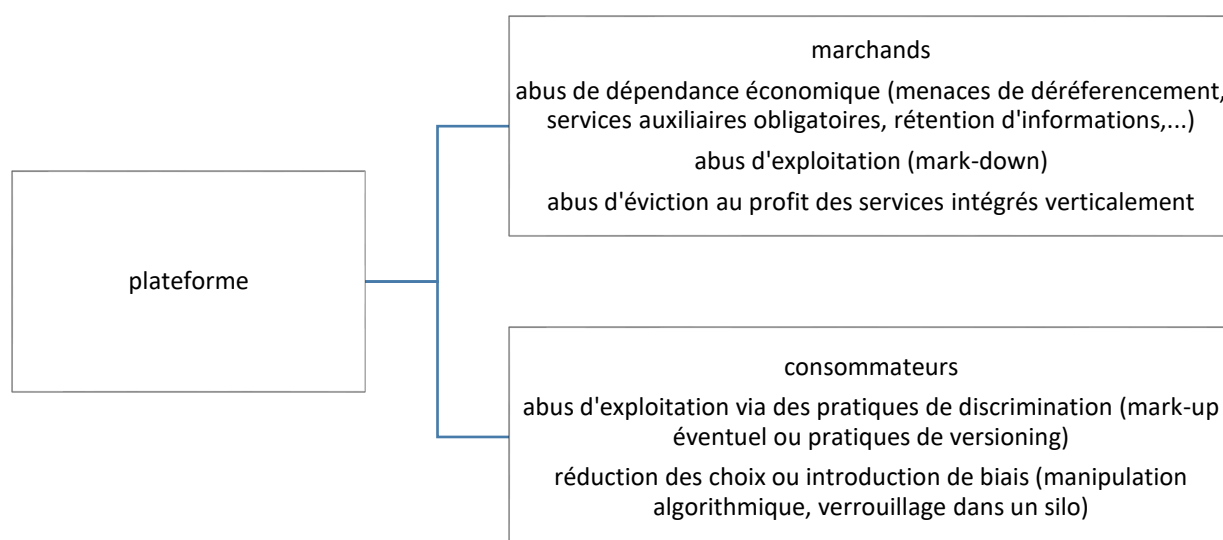 plateforme
marchands
abus de dépendance économique (menaces de déréferencement,
services auxiliaires obligatoires, rétention d'informations,...)
abus d'exploitation (mark-down)
abus d'éviction au profit des services intégrés verticalement
consommateurs
abus d'exploitation via des pratiques de discrimination (mark-up
éventuel ou pratiques de versioning)
réduction des choix ou introduction de biais (manipulation
algorithmique, verrouillage dans un silo)